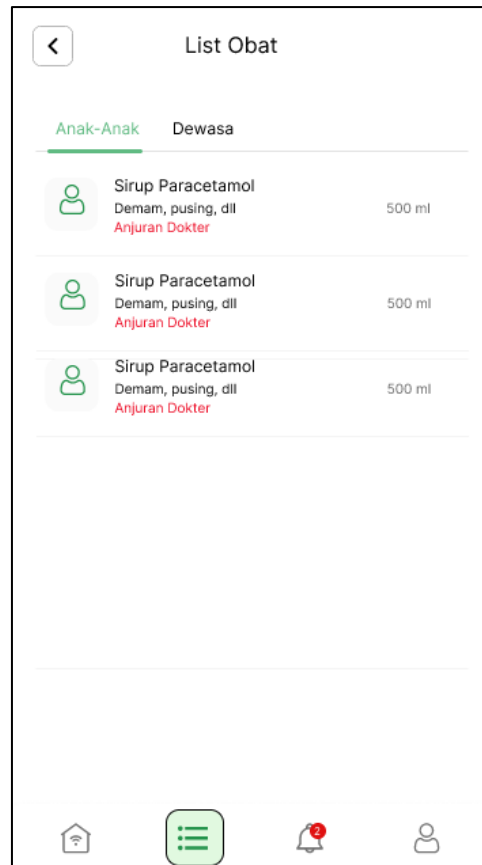 List Obat
Anak-Anak Dewasa
Sirup Paracetamol
Demam, pusing, dll 500 ml
Anjuran Dokter
Sirup Paracetamol
Demam, pusing, dll 500 ml
Anjuran Dokter
Sirup Paracetamol
Demam, pusing, dll 500 ml
Anjuran Dokter
2